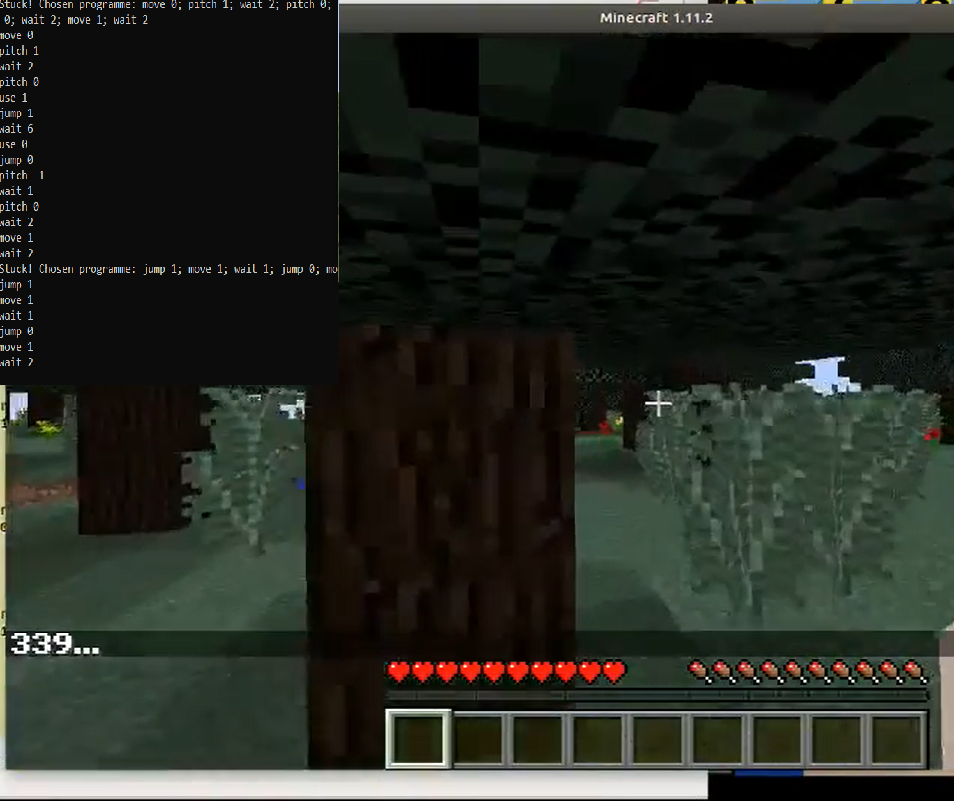 Stuck! Chosen programme: move 0; pitch 1; wait 2; pitch 0;
0; wait 2; move 1; wait 2
move 0
pitch 1
wait 2
pitch 0
use 1
jump 1
wait 6
use 0
jump 0
pitch 1
wait 1
pitch 0
wait 2
move 1
wait 2
Stuck! Chosen programme: jump 1; move 1; wait 1; jump 0; mo
jump 1
move 1
wait 1
jump 0
move 1
wait 2
Minecraft 1.11.2
339...